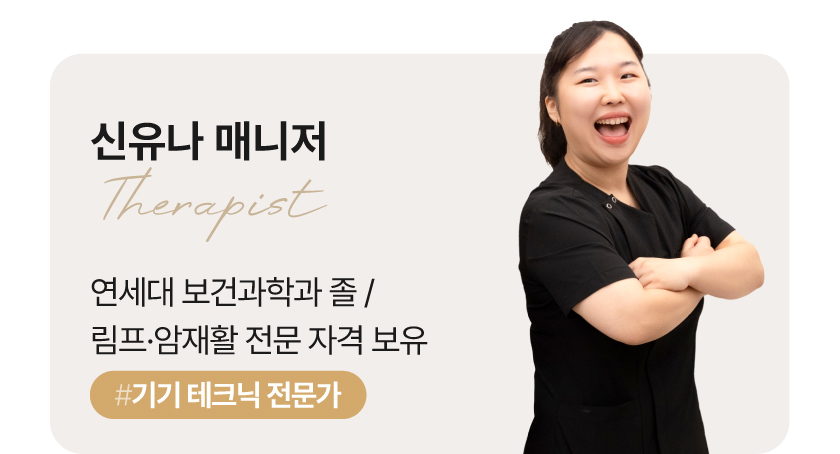 신유나 매니저
Therapist
연세대 보건과학과 졸 /
림프·암재활 전문 자격 보유
#기기 테크닉 전문가